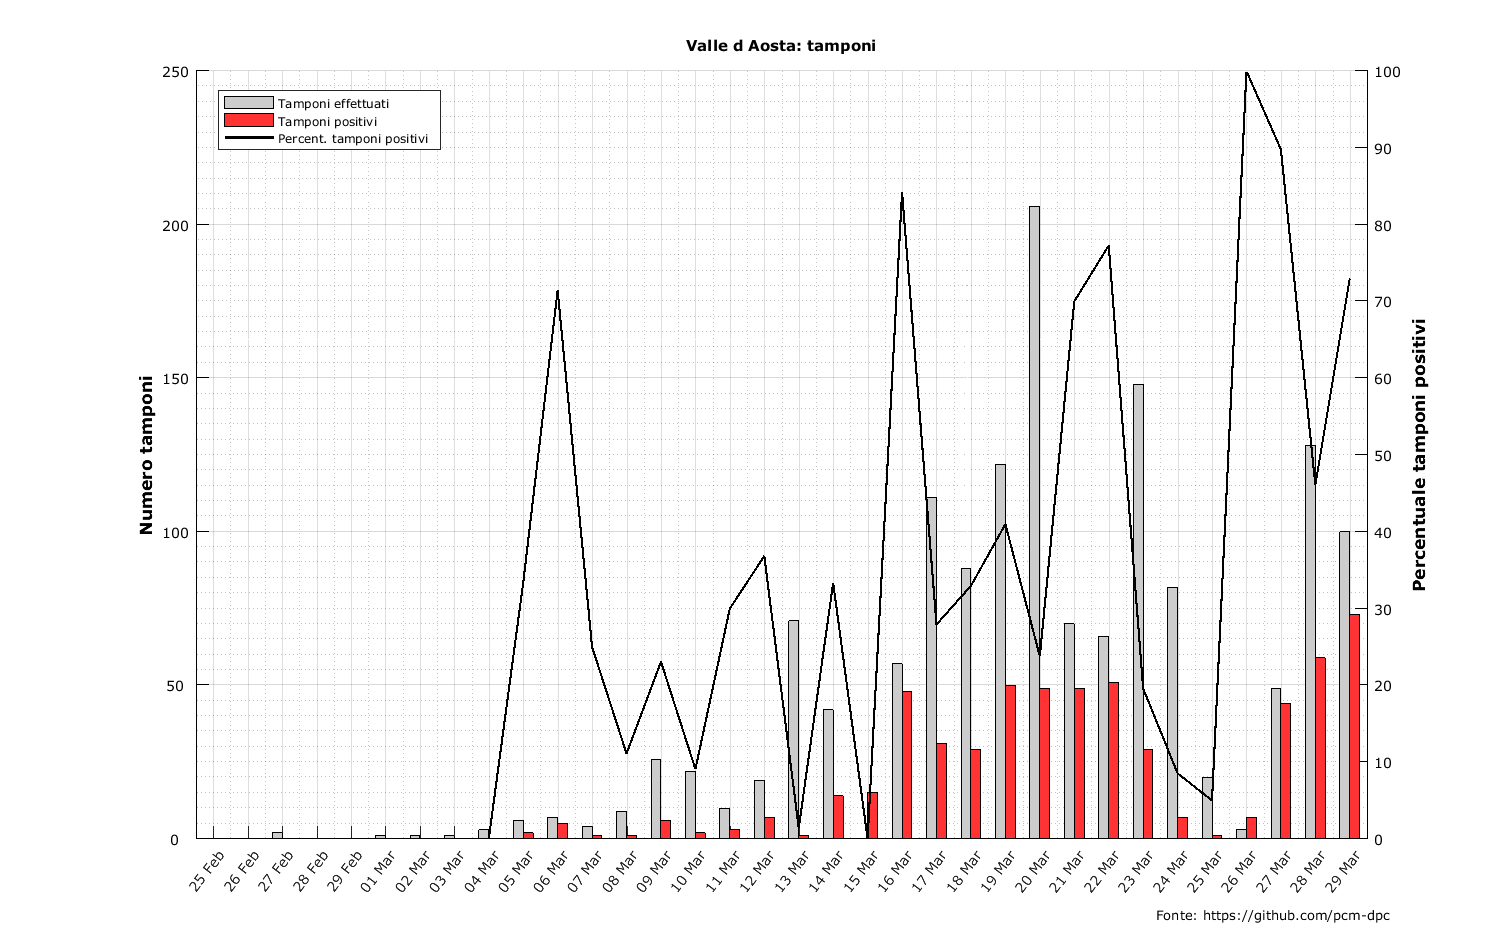 Valle d Aosta: tamponi
Tamponi effettuati
Tamponi positivi
Percent. tamponi positivi
Numero tamponi
250
200
150
100
50
0
Percentuale tamponi positivi
100
90
80
70
60
50
40
30
20
10
0
25 Feb
26 Feb
27 Feb
28 Feb
29 Feb
01 Mar
02 Mar
03 Mar
04 Mar
05 Mar
06 Mar
07 Mar
08 Mar
09 Mar
10 Mar
11 Mar
12 Mar
13 Mar
14 Mar
15 Mar
16 Mar
17 Mar
18 Mar
19 Mar
20 Mar
21 Mar
22 Mar
23 Mar
24 Mar
25 Mar
26 Mar
27 Mar
28 Mar
29 Mar
Fonte: https://github.com/pcm-dpc